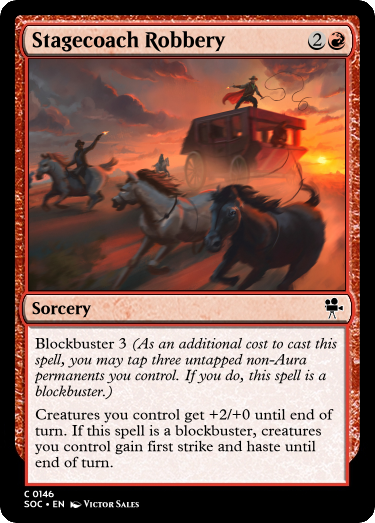 Stagecoach Robbery 2
Sorcery
Blockbuster 3 (As an additional cost to cast this
spell, you may tap three untapped non-Aura
permanents you control. If you do, this spell is a
blockbuster.)
Creatures you control get +2/+0 until end of
turn. If this spell is a blockbuster, creatures
you control gain first strike and haste until
end of turn.
C 0146
SOC • EN Victor Sales